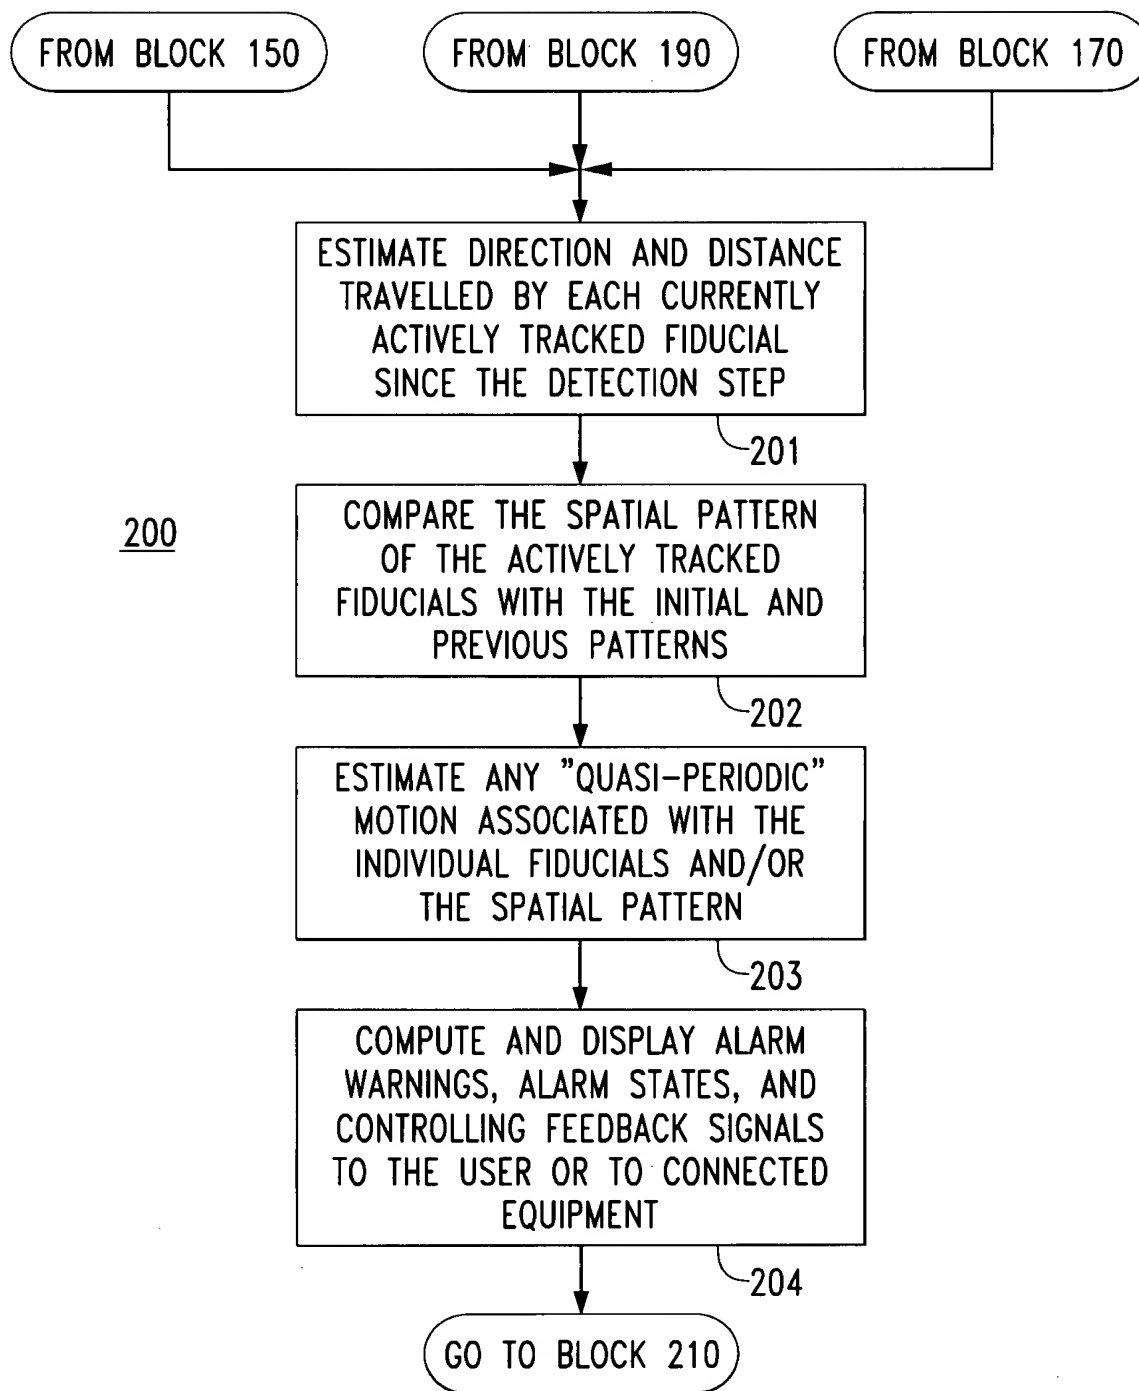 FROM BLOCK 150
FROM BLOCK 190
FROM BLOCK 170
ESTIMATE DIRECTION AND DISTANCE
TRAVELLED BY EACH CURRENTLY
ACTIVELY TRACKED FIDUCIAL
SINCE THE DETECTION STEP
201
200
COMPARE THE SPATIAL PATTERN
OF THE ACTIVELY TRACKED
FIDUCIALS WITH THE INITIAL AND
PREVIOUS PATTERNS
202
ESTIMATE ANY "QUASI-PERIODIC"
MOTION ASSOCIATED WITH THE
INDIVIDUAL FIDUCIALS AND/OR
THE SPATIAL PATTERN
203
COMPUTE AND DISPLAY ALARM
WARNINGS, ALARM STATES, AND
CONTROLLING FEEDBACK SIGNALS
TO THE USER OR TO CONNECTED
EQUIPMENT
204
GO TO BLOCK 210